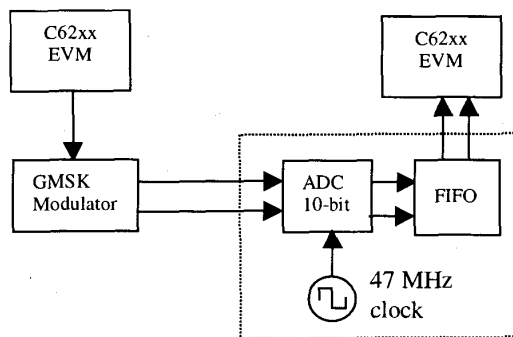 C62xx
EVM
C62xx
EVM
GMSK
Modulator
ADC
10-bit
FIFO
47 MHz
clock